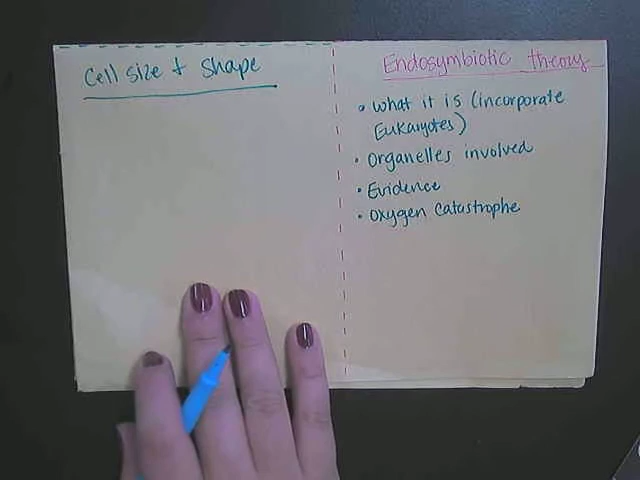 Cell size + Shape
Endosymbiotic theory
• What it is (incorporate
Eukaryotes)
• Organelles involved
• Evidence
• Oxygen Catastrophe